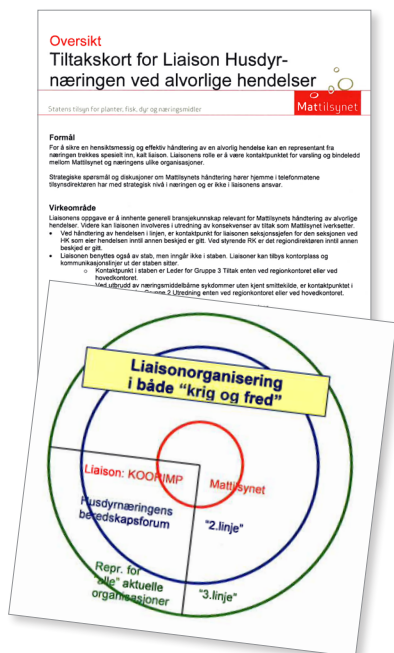 Oversikt
Tiltakskort for Liaison Husdyr-
næringen ved alvorlige hendelser
Statens tilsyn for planter, fisk, dyr og næringsmidler
Mattilsynet
Formål
For å sikre en hensiktsmessig og effektiv håndtering av en alvorlig hendelse kan en representant fra
næringen trekkes spesielt inn, kalt liaison. Liaisonens rolle er å være kontaktpunktet for varsling og bindeledd
mellom Mattilsynet og næringens ulike organisasjoner.
Strategiske spørsmål og diskusjoner om Mattilsynets håndtering hører hjemme i telefonmøtene
tilsynsdirektøren har med strategisk nivå i næringen og er ikke i liaisonens ansvar.
Virkeområde
Liaisonens oppgave er å innhente generell bransjekunnskap relevant for Mattilsynets håndtering av alvorlige
hendelser. Videre kan liaisonen involveres i utredning av konsekvenser av tiltak som Mattilsynet iverksetter.
• Ved håndtering av hendelsen i linjen, er kontaktpunkt for liaisonen seksjonssjefen for den seksjonen ved
HK som eier hendelsen inntil annen beskjed er gitt. Ved styrende RK er det regiondirektøren inntil annen
beskjed er gitt.
• Liaisonen benyttes også av stab, men inngår ikke i staben. Liaisonen kan tilbys kontorplass og
kommunikasjonslinjer ut der staben sitter.
o Kontaktpunkt i staben er Leder for Gruppe 3 Tiltak enten ved regionkontoret eller ved
hovedkontoret.
Ved utbrudd av næringsmiddelbårne sykdommer uten kjent smittekilde, er kontaktpunktet i
Gruppe 2 Utredning enten ved regionkontoret eller ved hovedkontoret.
Liaisonorganisering
i både "krig og fred"
Liaison: KOORIMP
Mattilsynet
Husdyrnæringens
beredskapsforum
"2.linje"
Repr. for
"alle" aktuelle
organisasjoner
"3.linje"